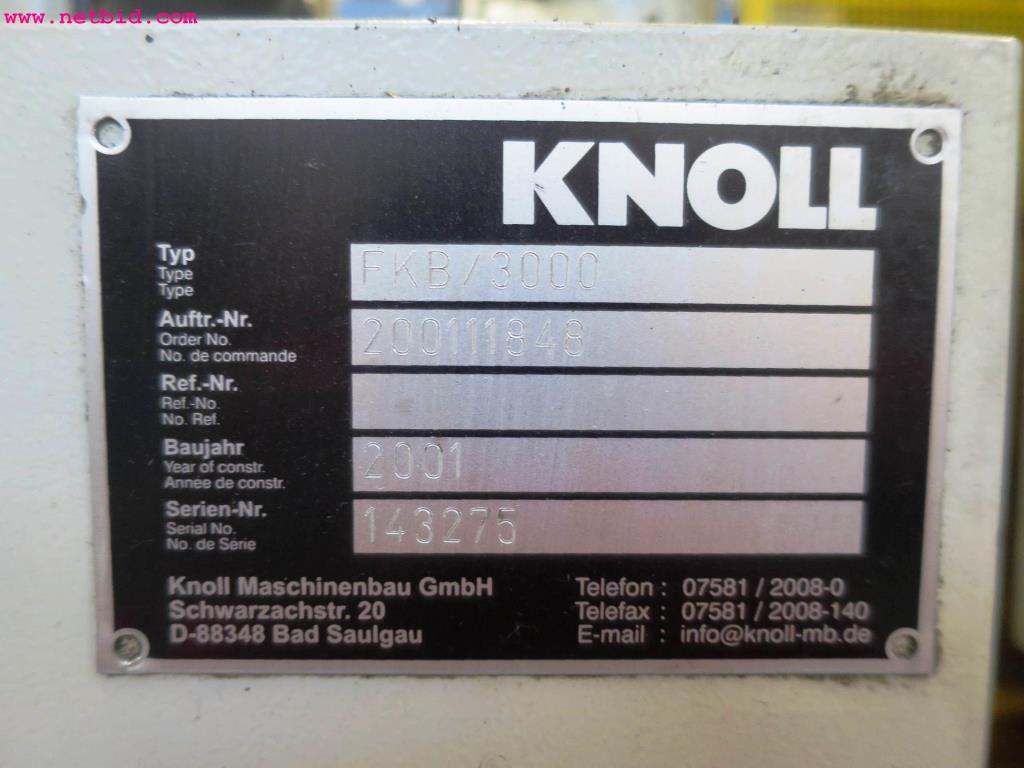 www.netbid.com
KNOLL
Typ FKB/3000
Type
Type
Auftr.-Nr. 200111848
Order No.
No. de commande
Ref.-Nr.
Ref.-No.
No. Ref.
Baujahr 2001
Year of constr.
Année de constr.
Serien-Nr. 143275
Serial No.
No. de Série
Knoll Maschinenbau GmbH Telefon : 07581 / 2008-0
Schwarzachstr. 20 Telefax : 07581 / 2008-140
D-88348 Bad Saulgau E-mail : info@knoll-mb.de